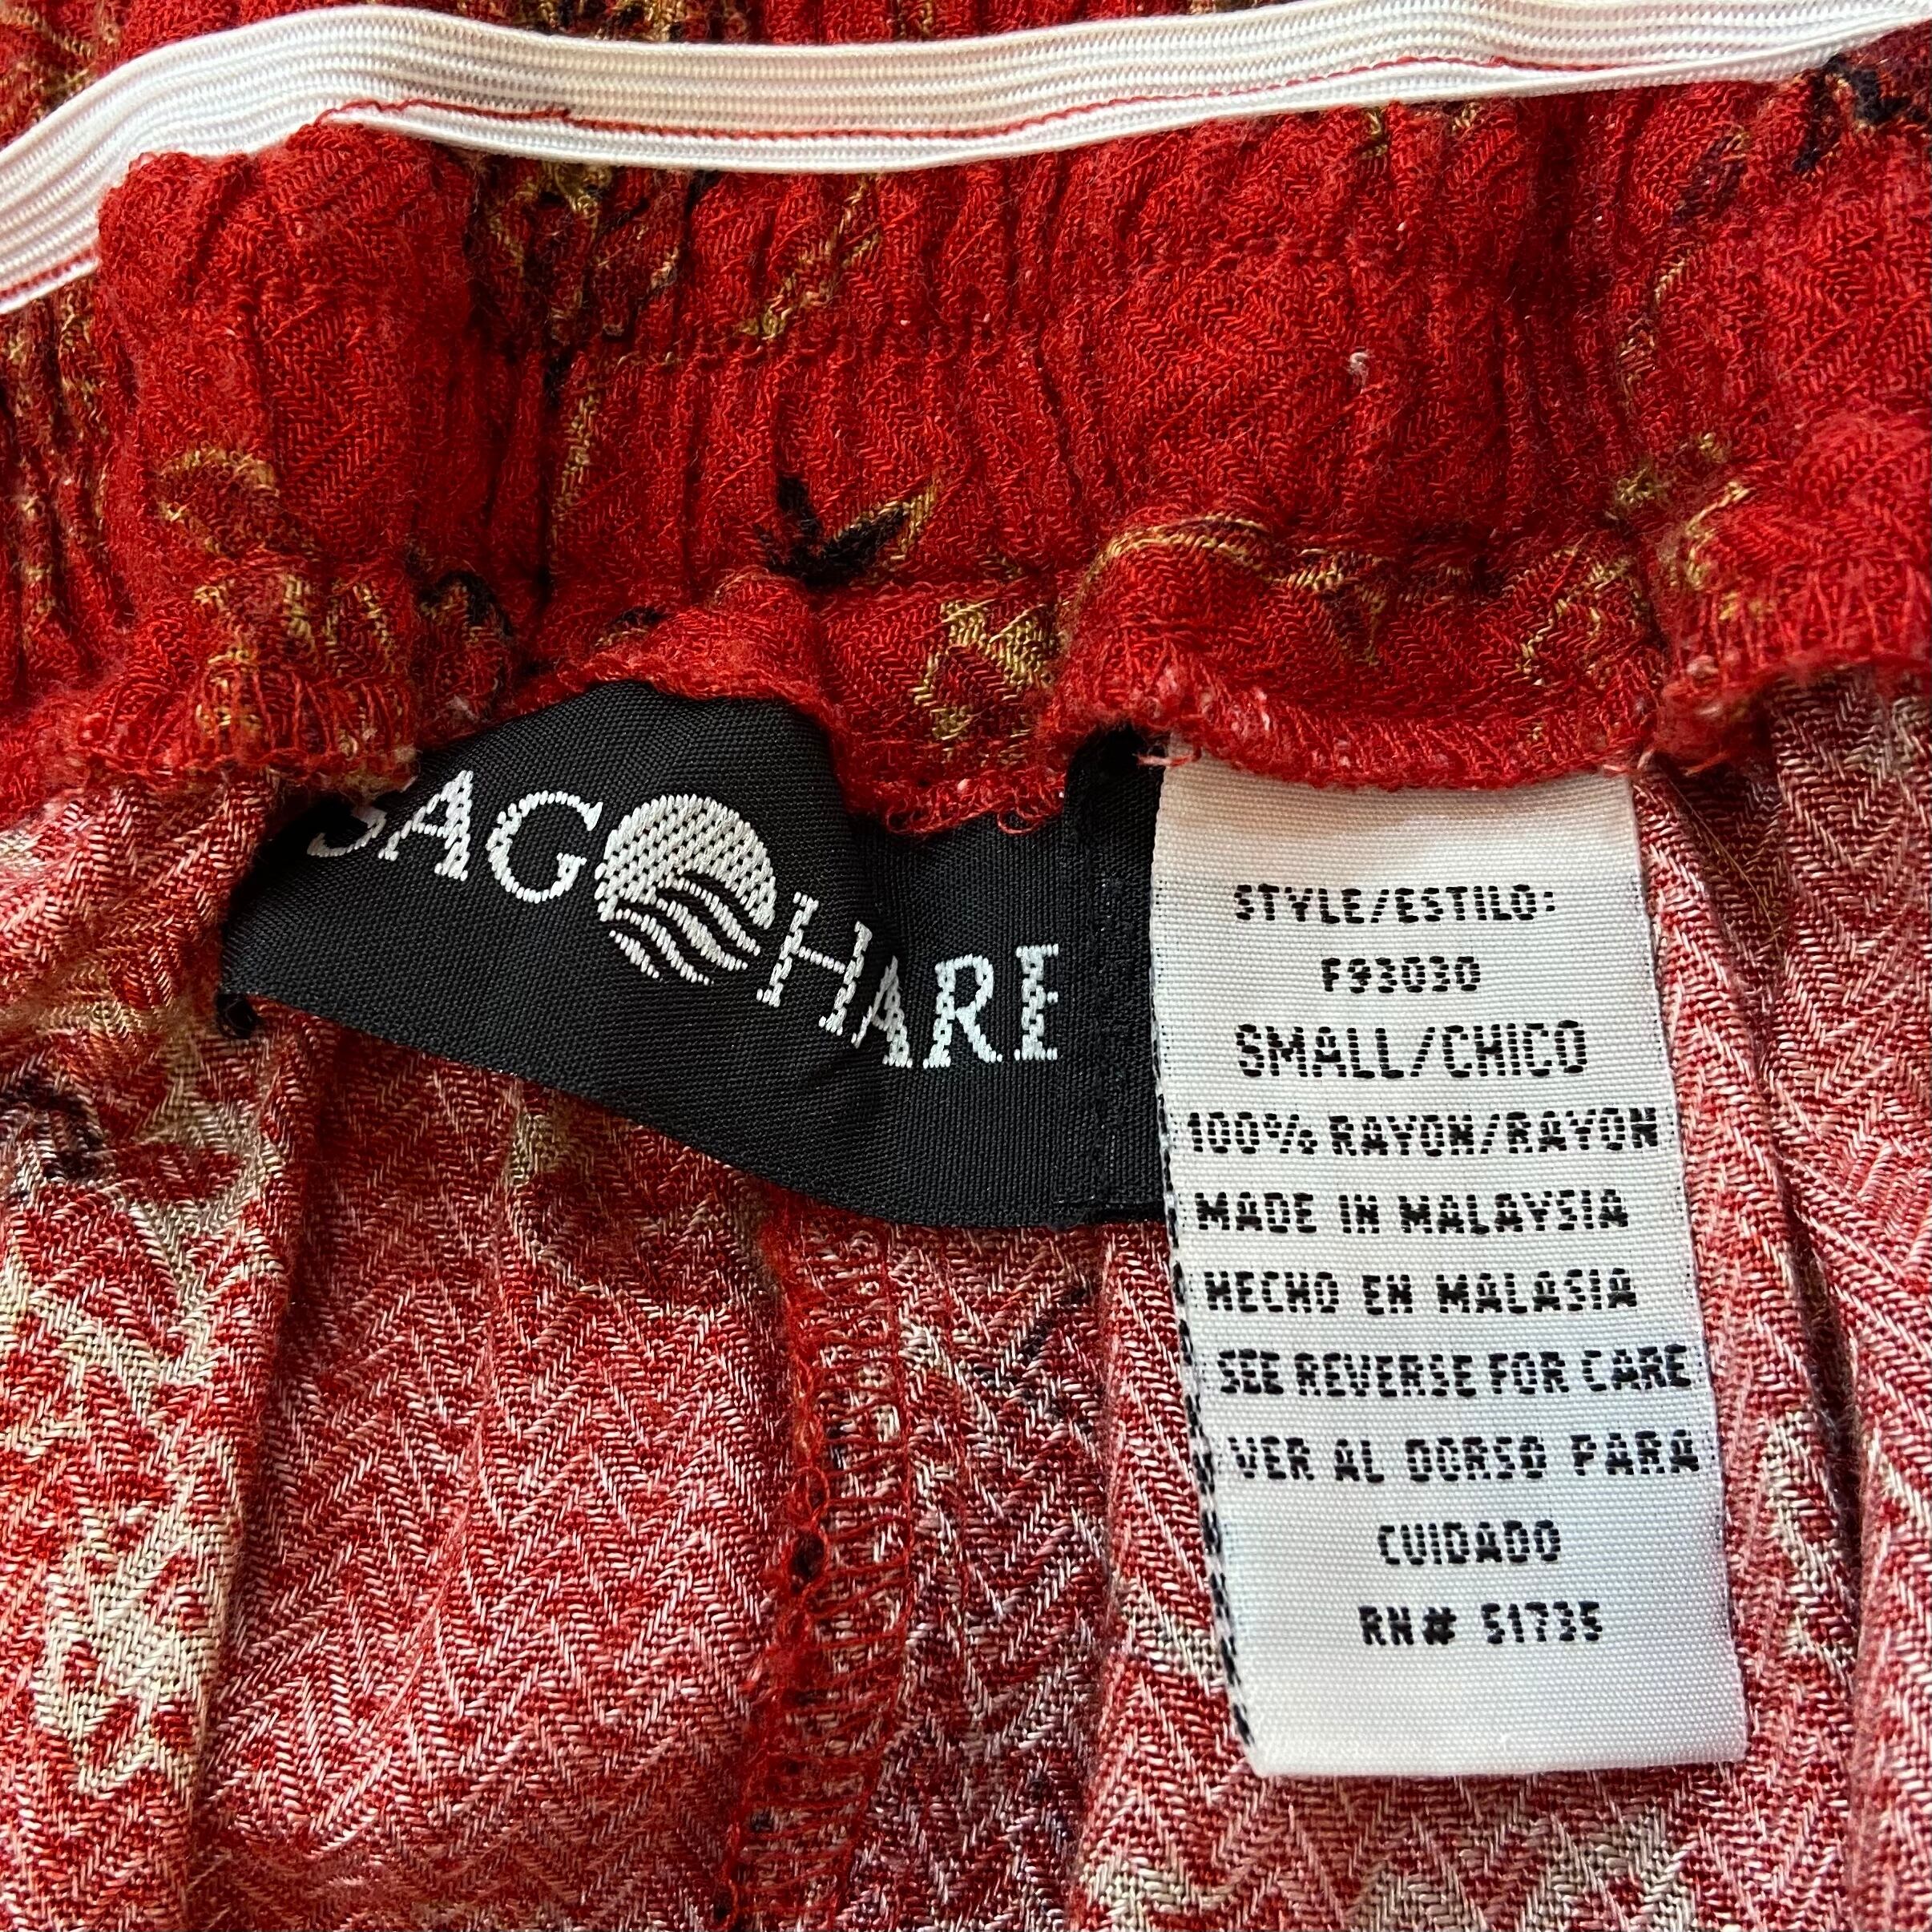 SAG HARB
STYLE/ESTILO:
F93030
SMALL/CHICO
100% RAYON/RAYON
MADE IN MALAYSIA
HECHO EN MALASIA
SEE REVERSE FOR CARE
VER AL DORSO PARA
CUIDADO
RN# 51735